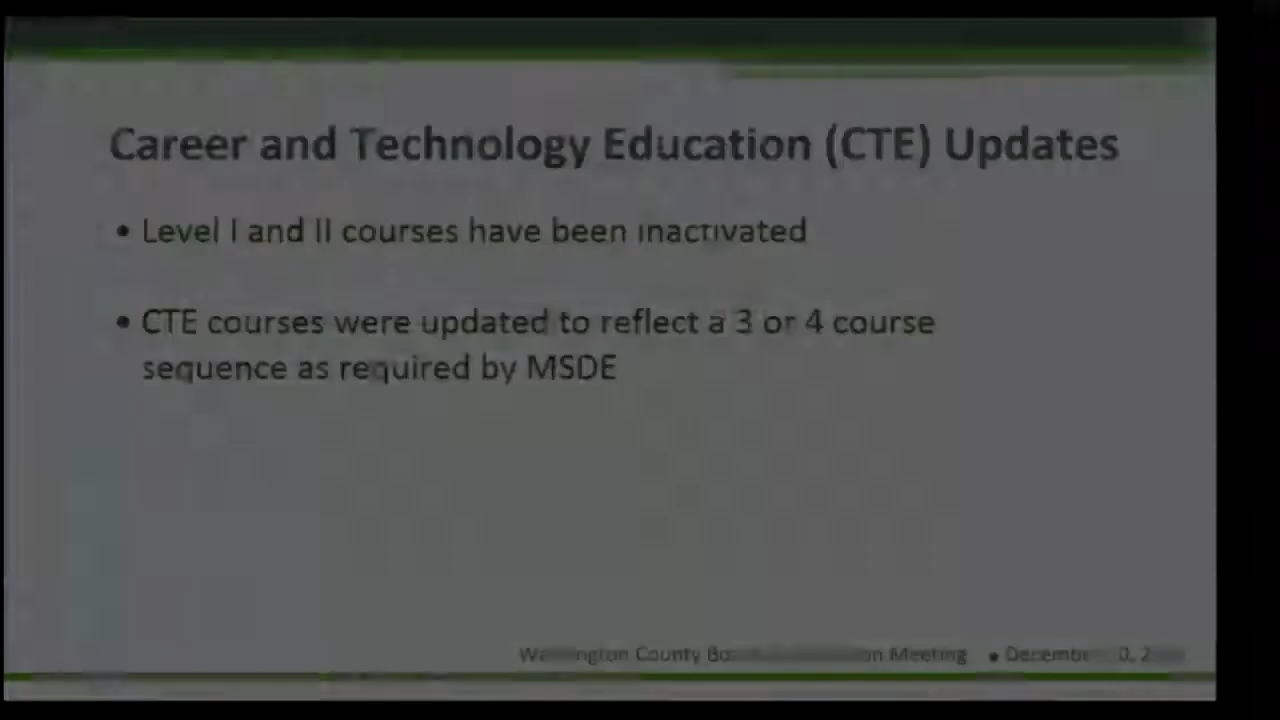 Career and Technology Education (CTE) Updates
• Level I and II courses have been inactivated
• CTE courses were updated to reflect a 3 or 4 course
sequence as required by MSDE
County Meeting •